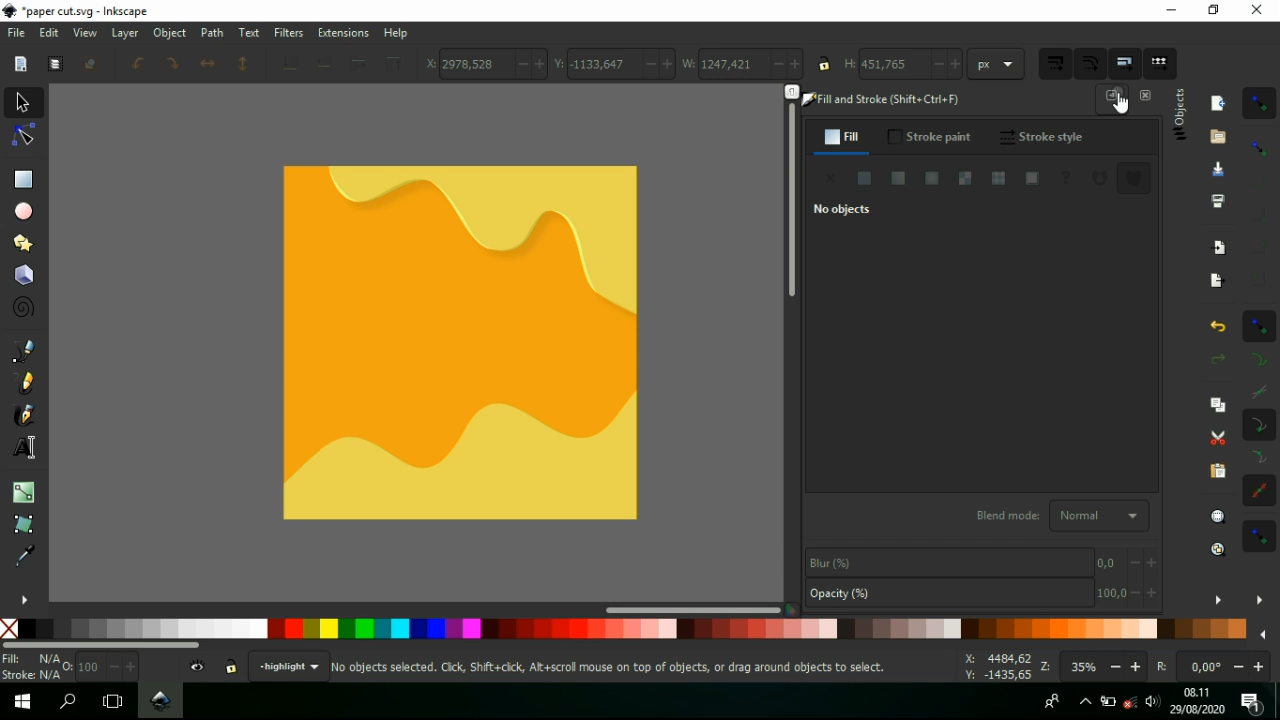 *paper cut.svg - Inkscape
File Edit View Layer Object Path Text Filters Extensions Help
X: 2978,528 Y: -1133,647 W: 1247,421 H: 451,765 px
Fill and Stroke (Shift+Ctrl+F)
Objects
Fill Stroke paint Stroke style
No objects
Blend mode: Normal
Blur (%) 0,0
Opacity (%) 100,0
Fill: N/A O: 100 •highlight No objects selected. Click, Shift+click, Alt+scroll mouse on top of objects, or drag around objects to select. X: 4484,62 Z: 35% R: 0,00°
Stroke: N/A Y: -1435,65
08.11
29/08/2020
1